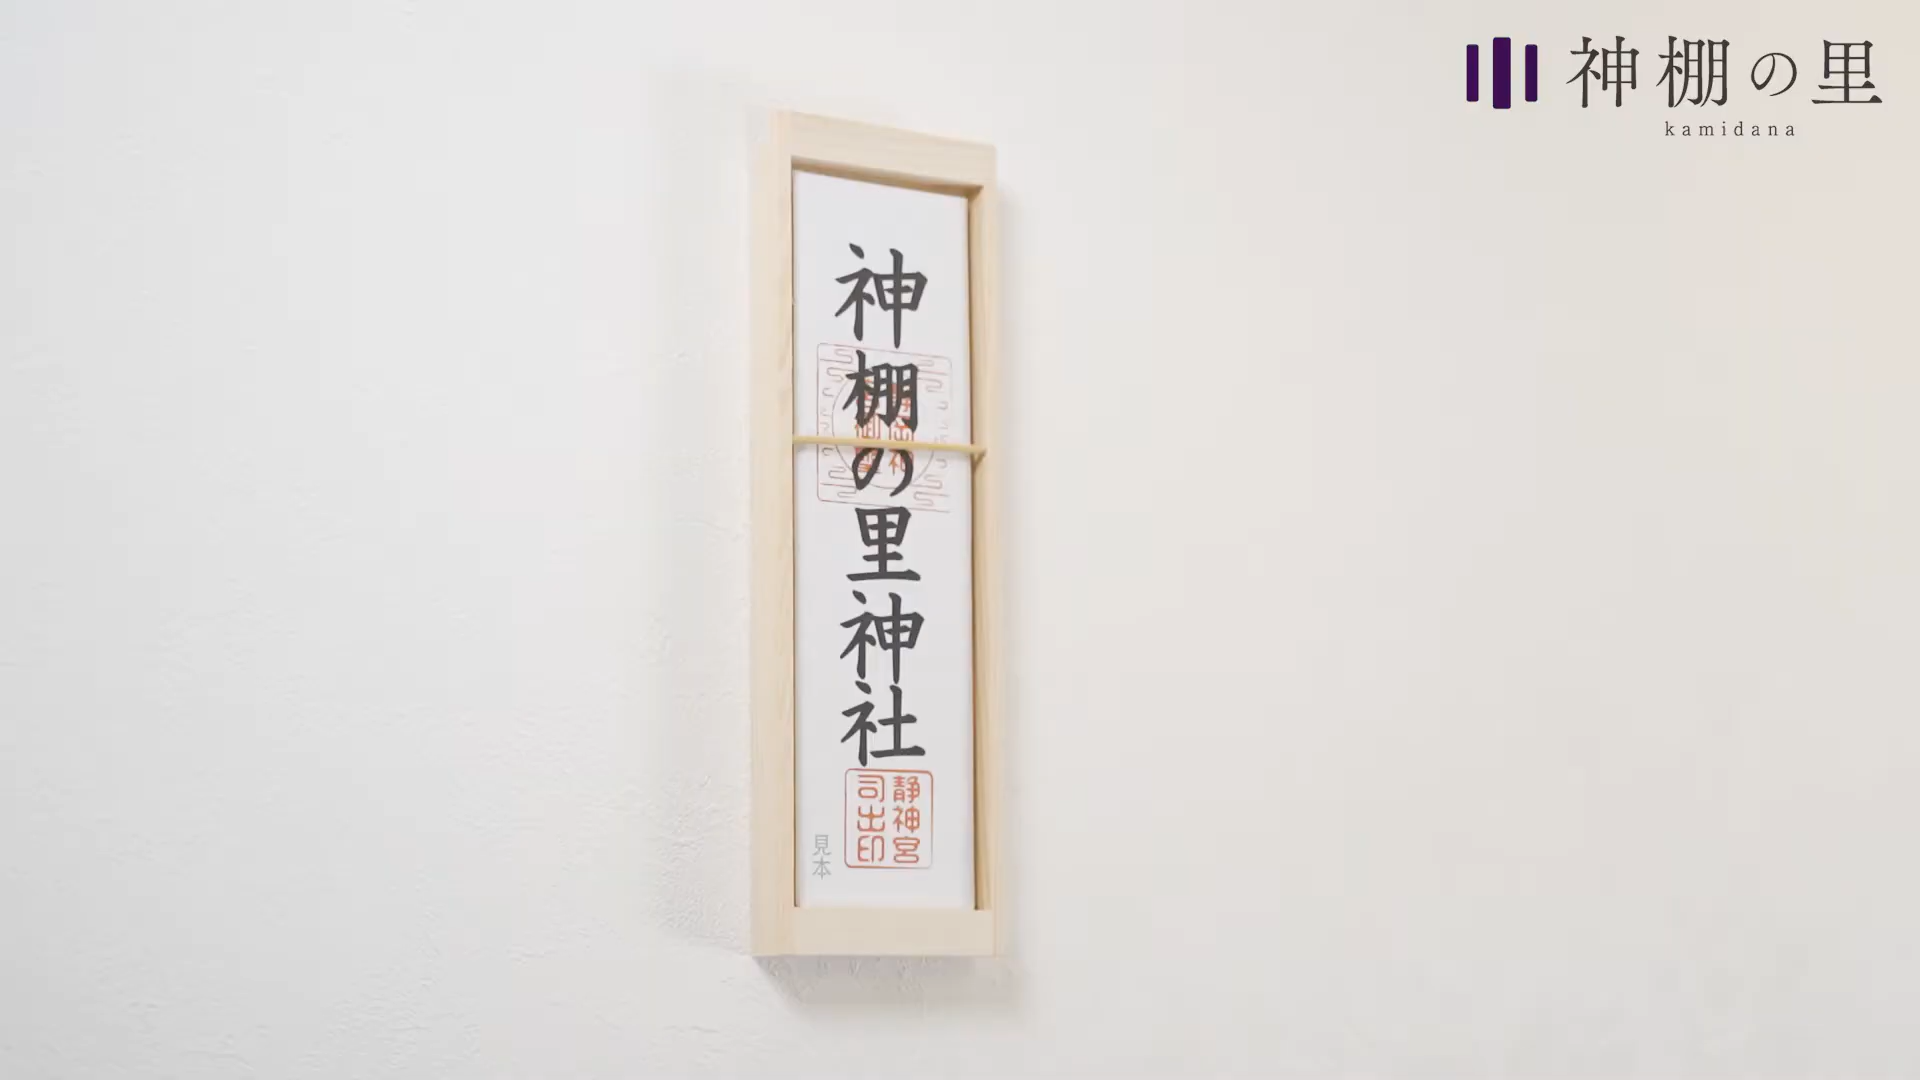 神棚の里
kamidana
神棚の里神社
静神宮
司出印
見本